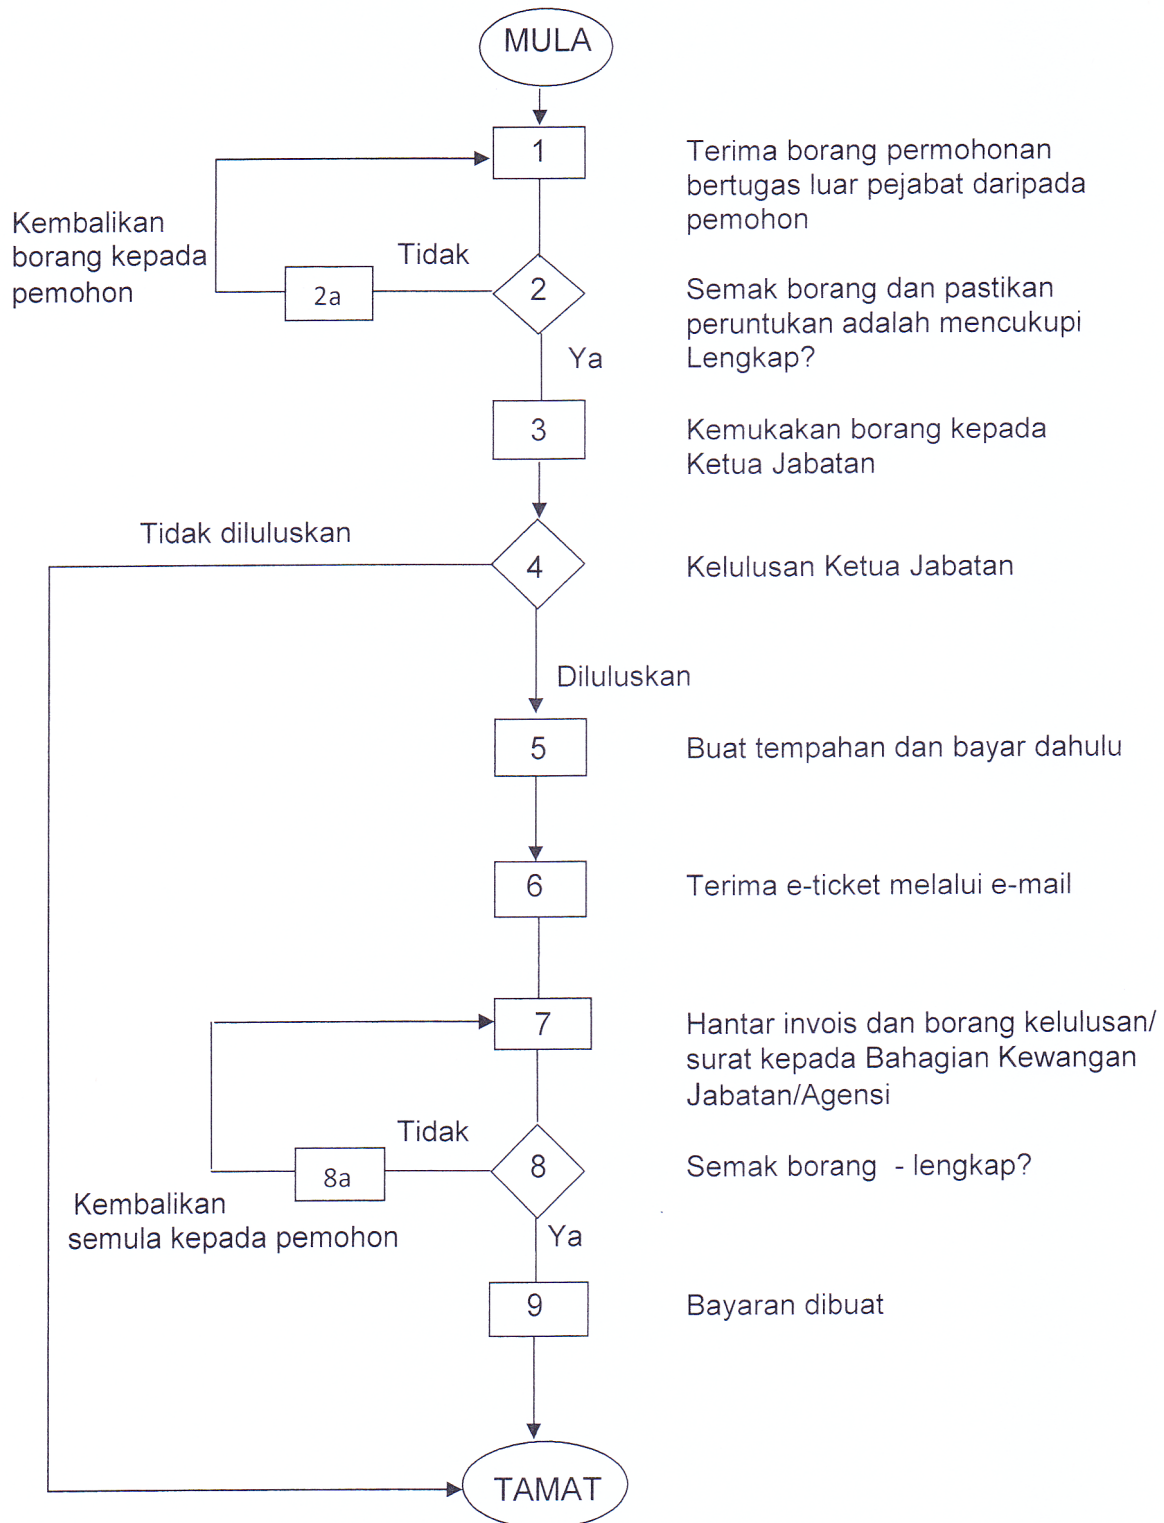 MULA
1
Terima borang permohonan
bertugas luar pejabat daripada
pemohon
Kembalikan
borang kepada
pemohon
Tidak
2a
2
Semak borang dan pastikan
peruntukan adalah mencukupi
Lengkap?
Ya
3
Kemukakan borang kepada
Ketua Jabatan
Tidak diluluskan
4
Kelulusan Ketua Jabatan
Diluluskan
5
Buat tempahan dan bayar dahulu
6
Terima e-ticket melalui e-mail
7
Hantar invois dan borang kelulusan/
surat kepada Bahagian Kewangan
Jabatan/Agensi
Tidak
8a
8
Semak borang - lengkap?
Kembalikan
semula kepada pemohon
Ya
9
Bayaran dibuat
TAMAT